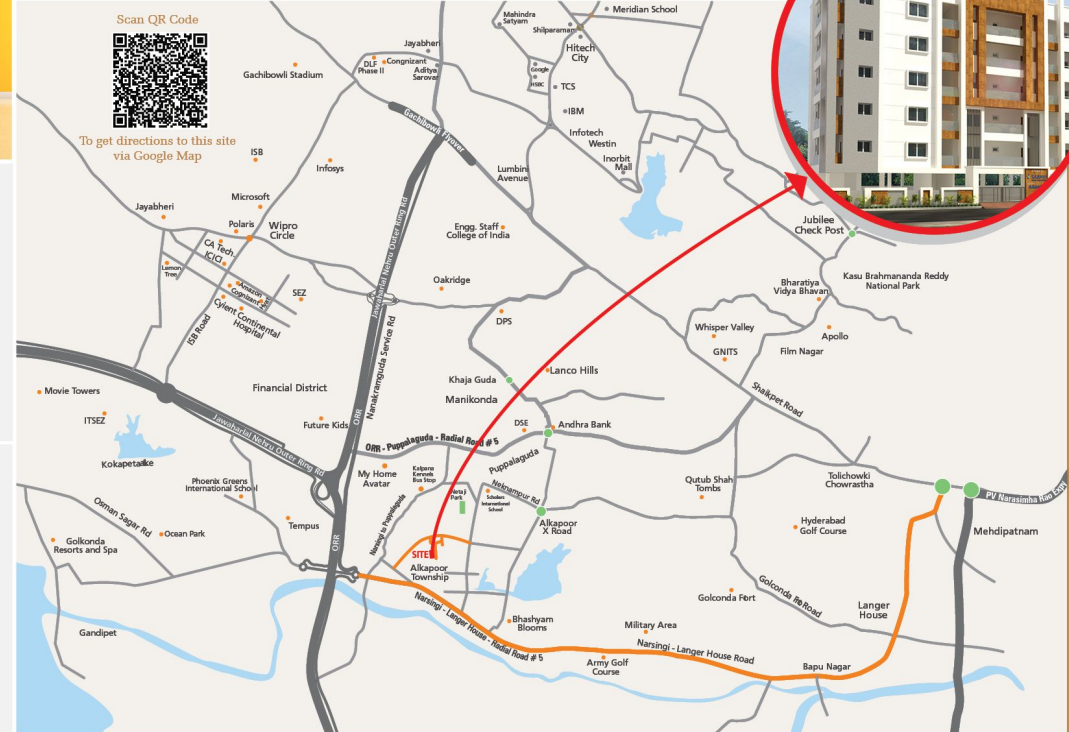 Scan QR Code
To get directions to this site
via Google Map
Mahindra
Satyam
Meridian School
Shilparamam
Hitech
City
Jayabheri
DLF
Phase II
Congnizant
Aditya
Sarovar
Google
HSBC
TCS
IBM
Gachibowli Stadium
Gachibowli Flyover
Infotech
Westin
Inorbit
Mall
ISB
Infosys
Lumbini
Avenue
Microsoft
Jayabheri
Polaris
Wipro
Circle
CA Tech.
ICICI
Lemon
Tree
Amazon
Congnizant
Cylent Continental
Hospital
SEZ
ISB Road
Jawaharlal Nehru Outer Ring Rd
Nanakramguda Service Rd
Engg. Staff
College of India
Oakridge
DPS
Jubilee
Check Post
Bharatiya
Vidya Bhavan
Kasu Brahmananda Reddy
National Park
Whisper Valley
GNITS
Apollo
Film Nagar
Shaikpet Road
Khaja Guda
Lanco Hills
Manikonda
Movie Towers
ITSEZ
Financial District
Future Kids
ORR
Jawaharlal Nehru Outer Ring Rd
ORR - Puppalaguda - Radial Road # 5
DSE
Andhra Bank
Kokapet
Phoenix Greens
International School
My Home
Avatar
Kalpana
Kennels
Bus Stop
Puppalaguda
Neknampur Rd
Netaji
Park
Scholers
International
School
Narsingi to Puppalaguda
Alkapoor
X Road
Qutub Shah
Tombs
Tolichowki
Chowrastha
PV Narasimha Rao Exp
Mehdipatnam
Hyderabad
Golf Course
Osman Sagar Rd
Ocean Park
Tempus
ORR
Golkonda
Resorts and Spa
SITE
Alkapoor
Township
Gandipet
Narsingi - Langer House - Radial Road # 5
Bhashyam
Blooms
Golconda Fort
Golconda Road
Langer
House
Military Area
Army Golf
Course
Narsingi - Langer House Road
Bapu Nagar